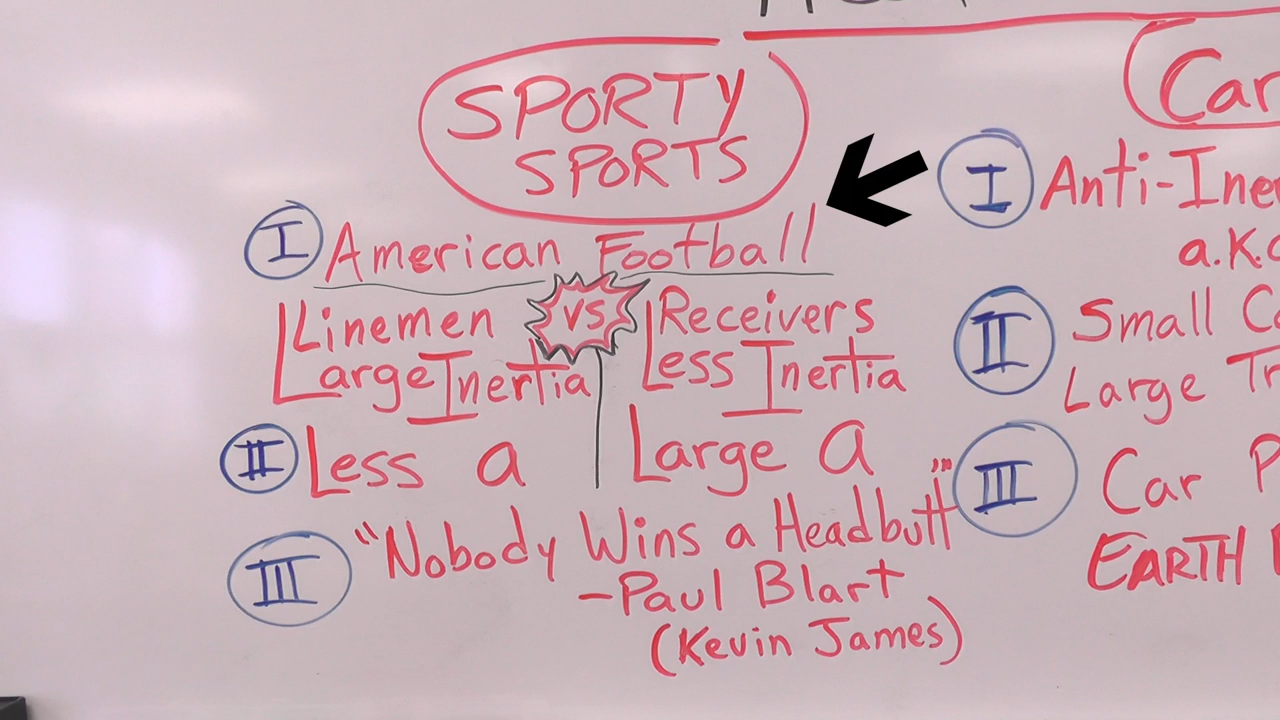 SPORTY
SPORTS
I American Football
Linemen VS Receivers
Large Inertia Less Inertia
II Less a Large a
III "Nobody Wins a Headbutt"
-Paul Blart
(Kevin James)
Car
I Anti-Iner
a.K.
II Small C
Large Tr
III Car P
EARTH